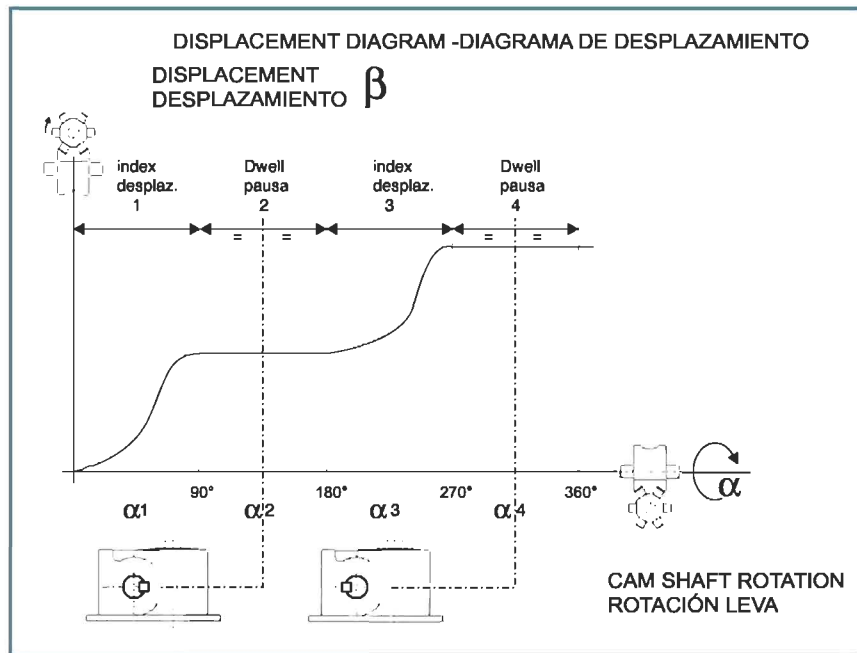 DISPLACEMENT DIAGRAM -DIAGRAMA DE DESPLAZAMIENTO
DISPLACEMENT
DESPLAZAMIENTO β
index
desplaz.
1
Dwell
pausa
2
index
desplaz.
3
Dwell
pausa
4
= =
= =
90°
180°
270°
360°
α
α1
α2
α3
α4
CAM SHAFT ROTATION
ROTACIÓN LEVA